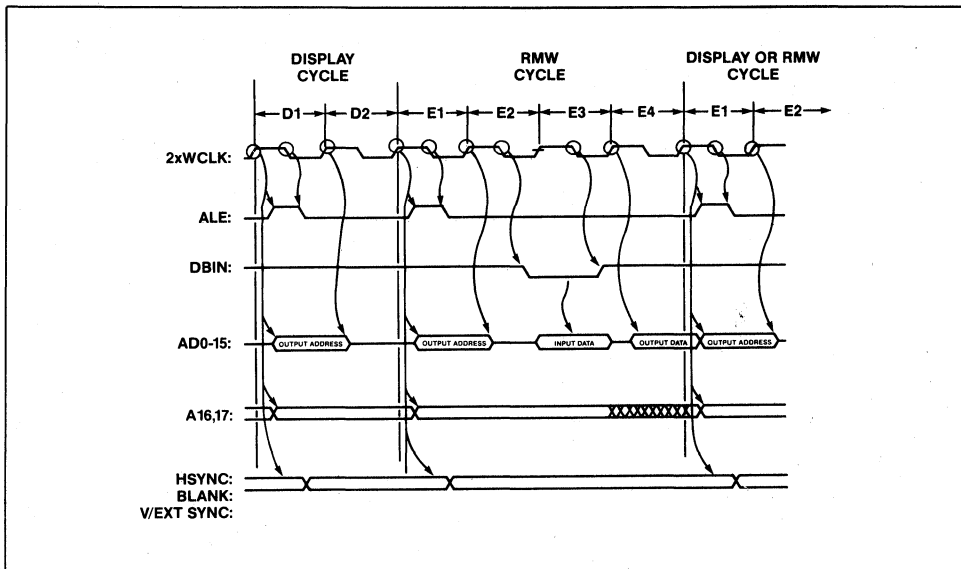 DISPLAY CYCLE
RMW CYCLE
DISPLAY OR RMW CYCLE
D1 D2 E1 E2 E3 E4 E1 E2
2xWCLK:
ALE:
DBIN:
AD0-15: OUTPUT ADDRESS OUTPUT ADDRESS INPUT DATA OUTPUT DATA OUTPUT ADDRESS
A16,17:
HSYNC:
BLANK:
V/EXT SYNC: